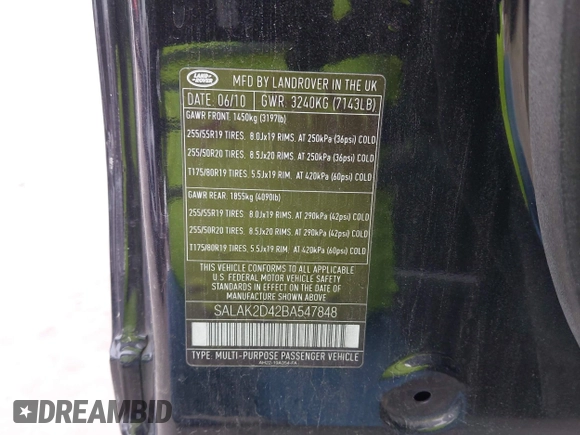 LAND
ROVER
MFD BY LANDROVER IN THE UK
DATE: 06/10 GWR: 3240KG (7143LB)
GAWR FRONT: 1450kg (3197lb)
255/55R19 TIRES. 8.0Jx19 RIMS. AT 250kPa (36psi) COLD
255/50R20 TIRES. 8.5Jx20 RIMS. AT 250kPa (36psi) COLD
T175/80R19 TIRES. 5.5Jx19 RIM. AT 420kPa (60psi) COLD
GAWR REAR: 1855kg (4090lb)
255/55R19 TIRES. 8.0Jx19 RIMS. AT 290kPa (42psi) COLD
255/50R20 TIRES. 8.5Jx20 RIMS. AT 290kPa (42psi) COLD
T175/80R19 TIRES. 5.5Jx19 RIM. AT 420kPa (60psi) COLD
THIS VEHICLE CONFORMS TO ALL APPLICABLE
U.S. FEDERAL MOTOR VEHICLE SAFETY
STANDARDS IN EFFECT ON THE DATE OF
MANUFACTURE SHOWN ABOVE.
SALAK2D42BA547848
TYPE: MULTI-PURPOSE PASSENGER VEHICLE
DREAMBID